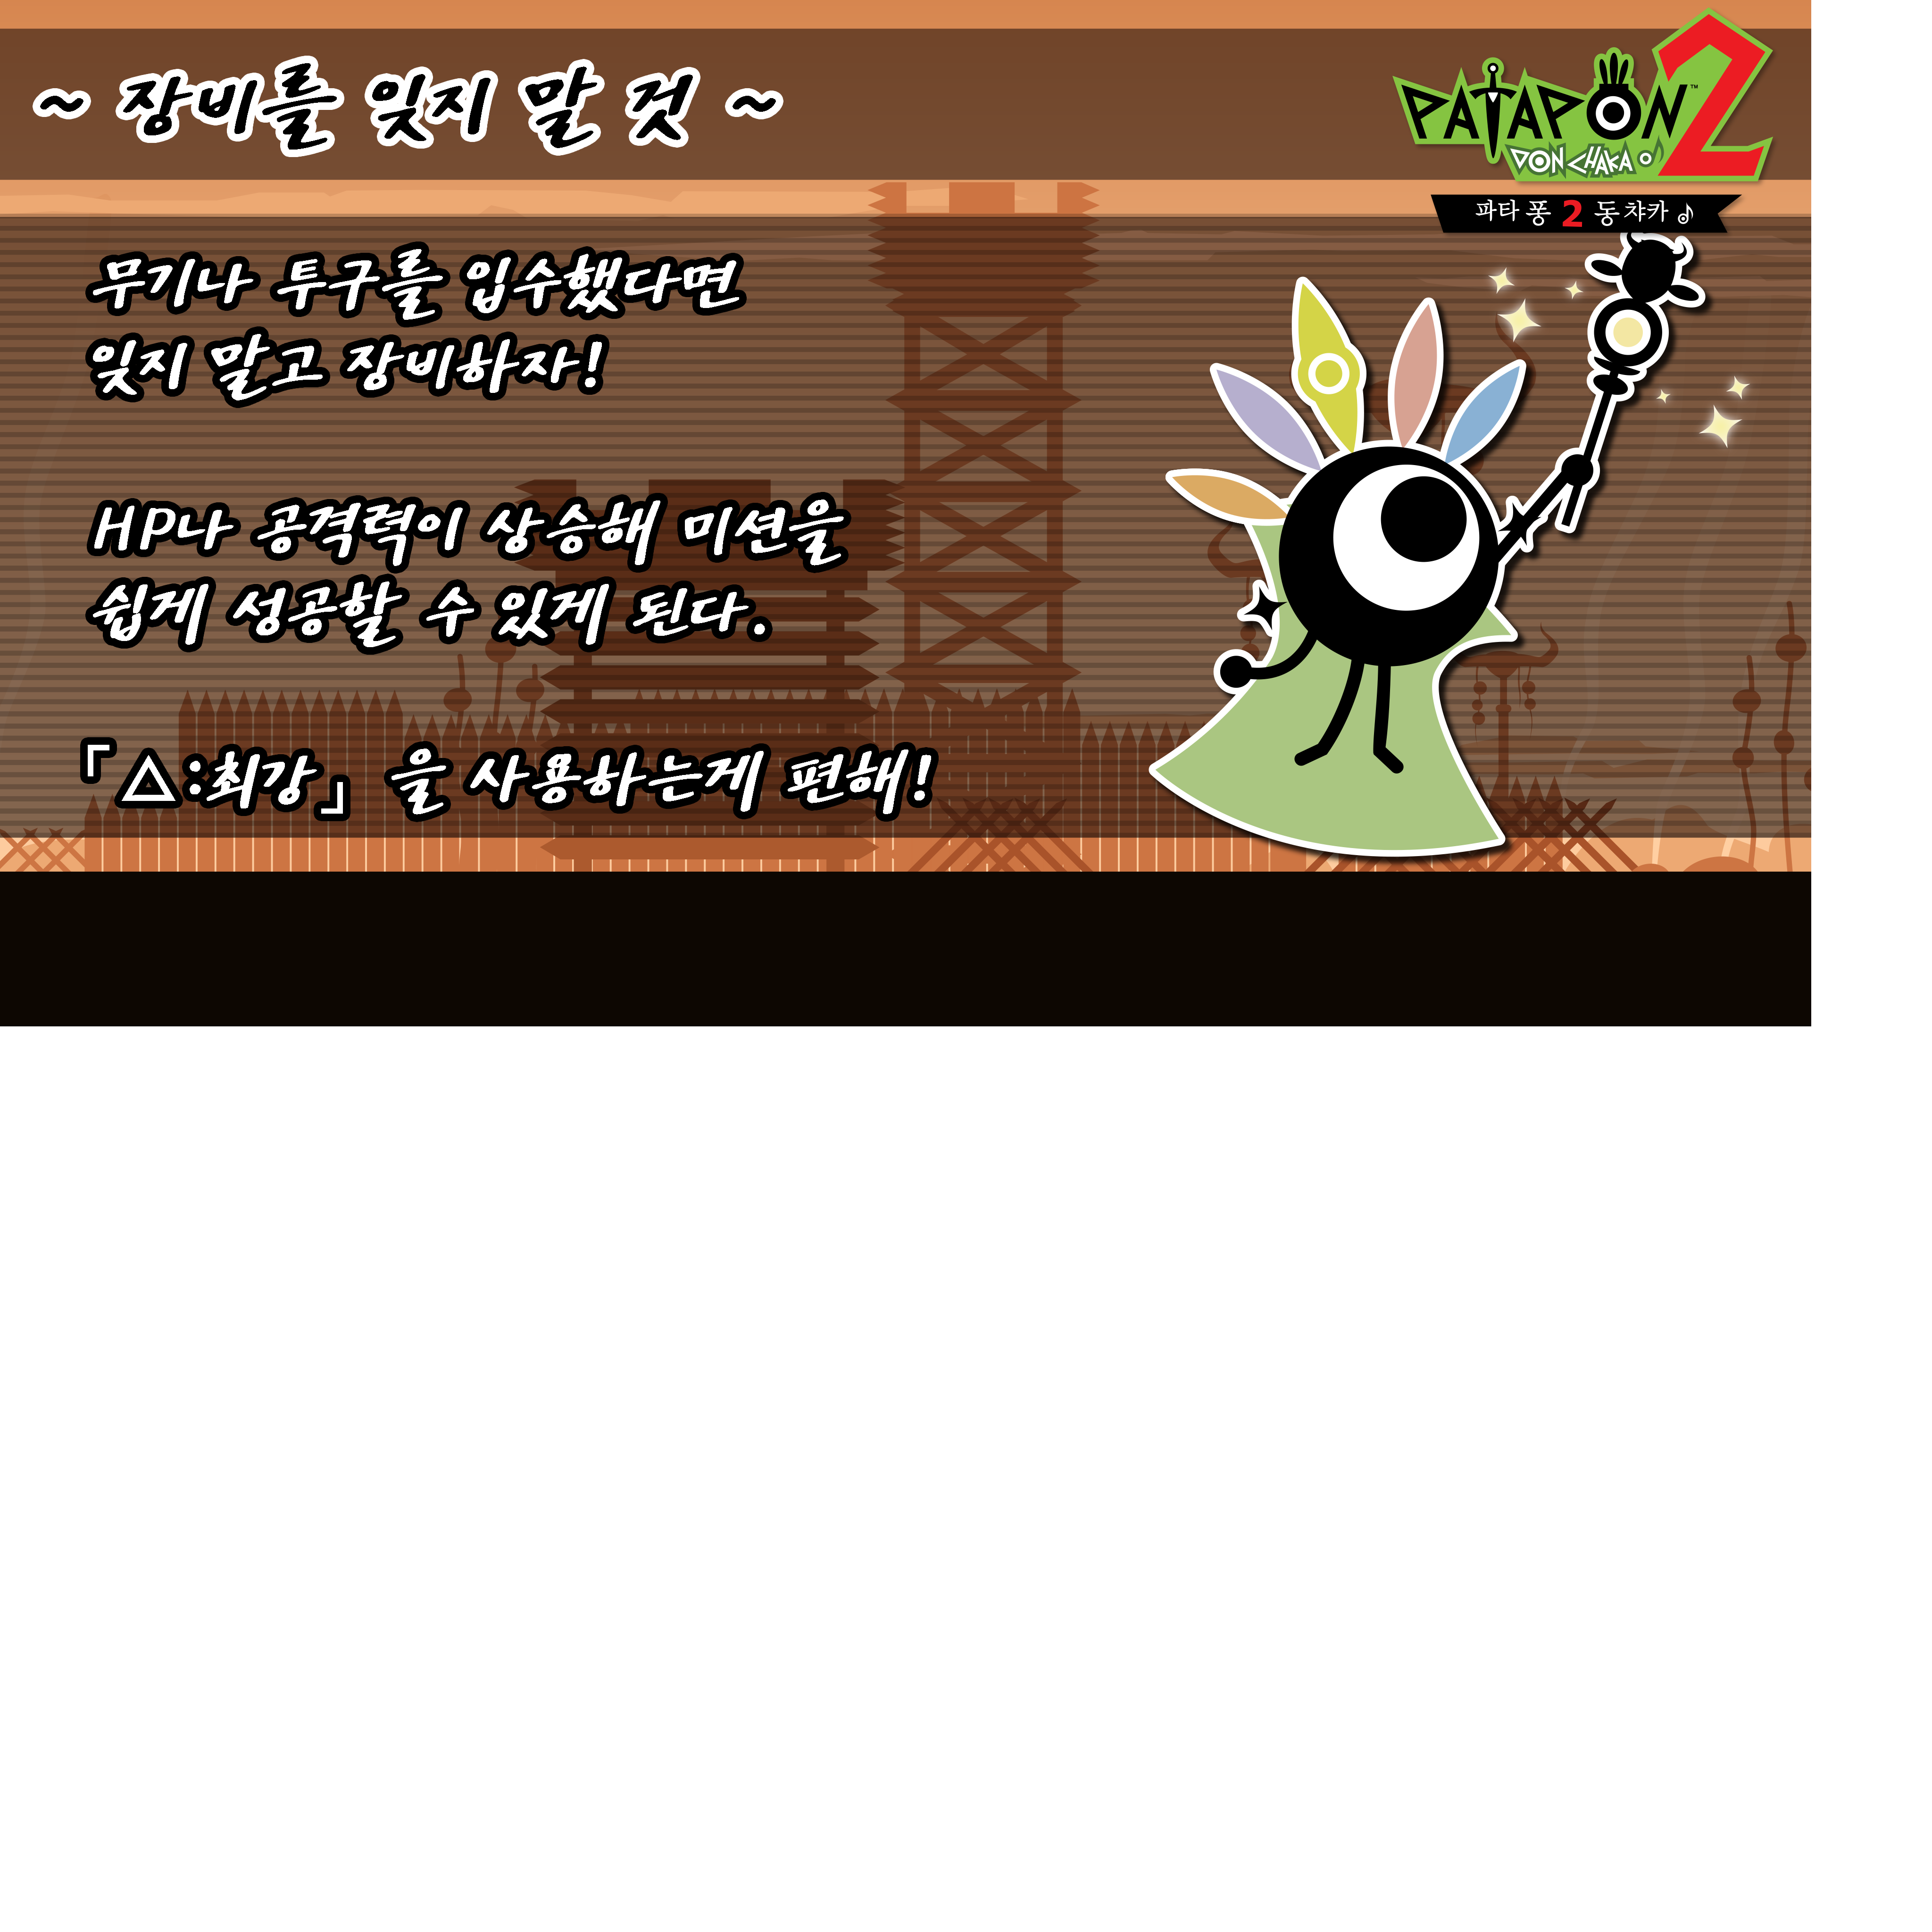 ~ 장비를 잊지 말 것 ~
PATAPON 2™
DON CHAKA♪
파타퐁 2 동챠카♪
무기나 투구를 입수했다면
잊지 말고 장비하자!
HP나 공격력이 상승해 미션을
쉽게 성공할 수 있게 된다.
「△:최강」 을 사용하는게 편해!